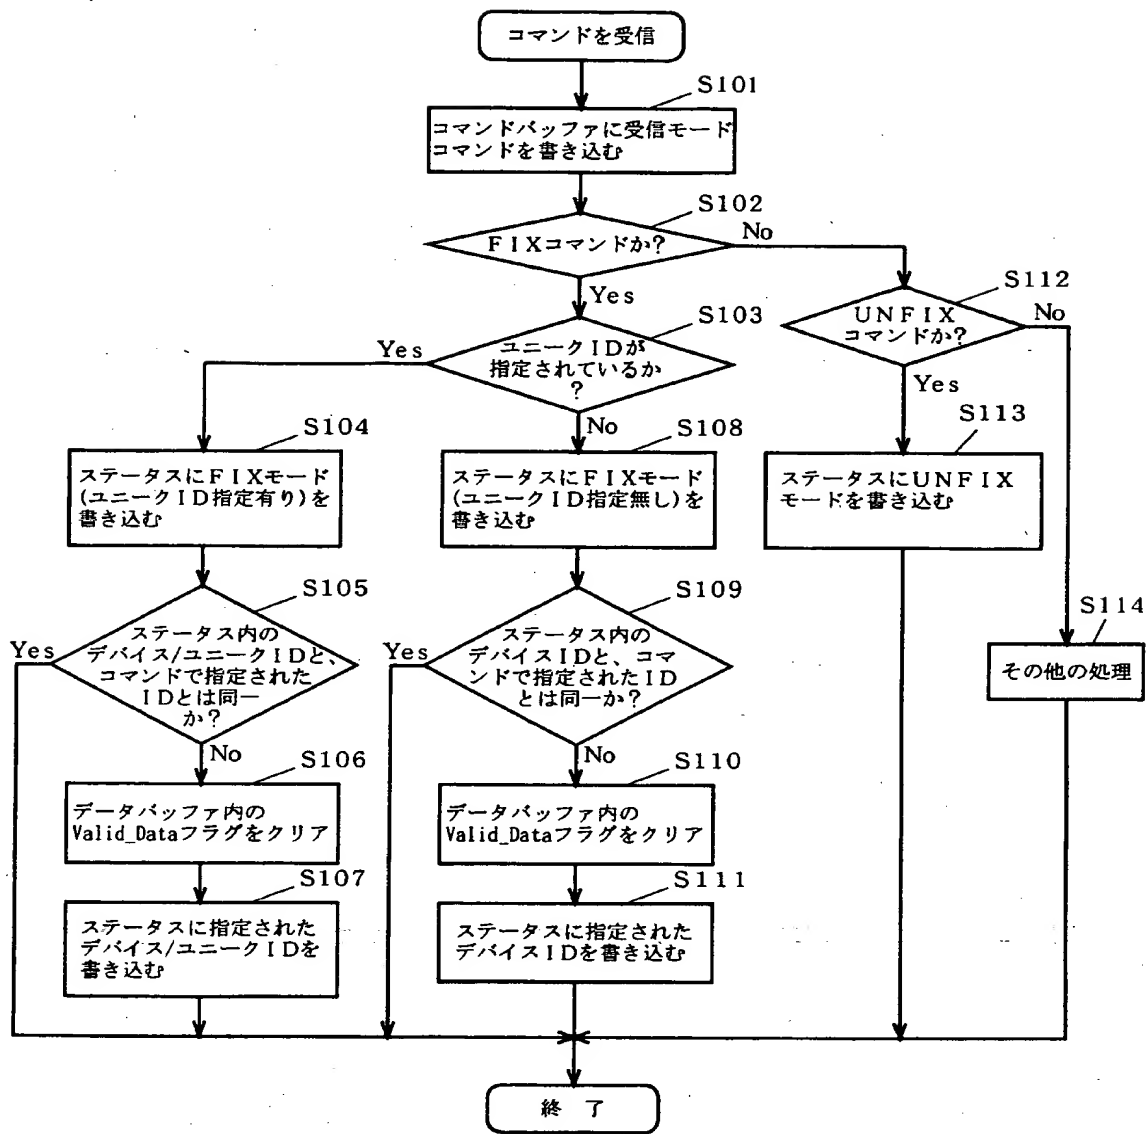 コマンドを受信
S101
コマンドバッファに受信モード
コマンドを書き込む
S102
FIXコマンドか?
No
Yes
S112
UNFIX
コマンドか?
No
Yes
S103
ユニークIDが
指定されているか
?
Yes
No
S104
ステータスにFIXモード
(ユニークID指定有り)を
書き込む
S108
ステータスにFIXモード
(ユニークID指定無し)を
書き込む
S113
ステータスにUNFIX
モードを書き込む
S105
ステータス内の
デバイス/ユニークIDと、
コマンドで指定された
IDとは同一
か?
Yes
No
S109
ステータス内の
デバイスIDと、コマ
ンドで指定されたID
とは同一か?
Yes
No
S114
その他の処理
S106
データバッファ内の
Valid_Dataフラグをクリア
S110
データバッファ内の
Valid_Dataフラグをクリア
S107
ステータスに指定された
デバイス/ユニークIDを
書き込む
S111
ステータスに指定された
デバイスIDを書き込む
終 了